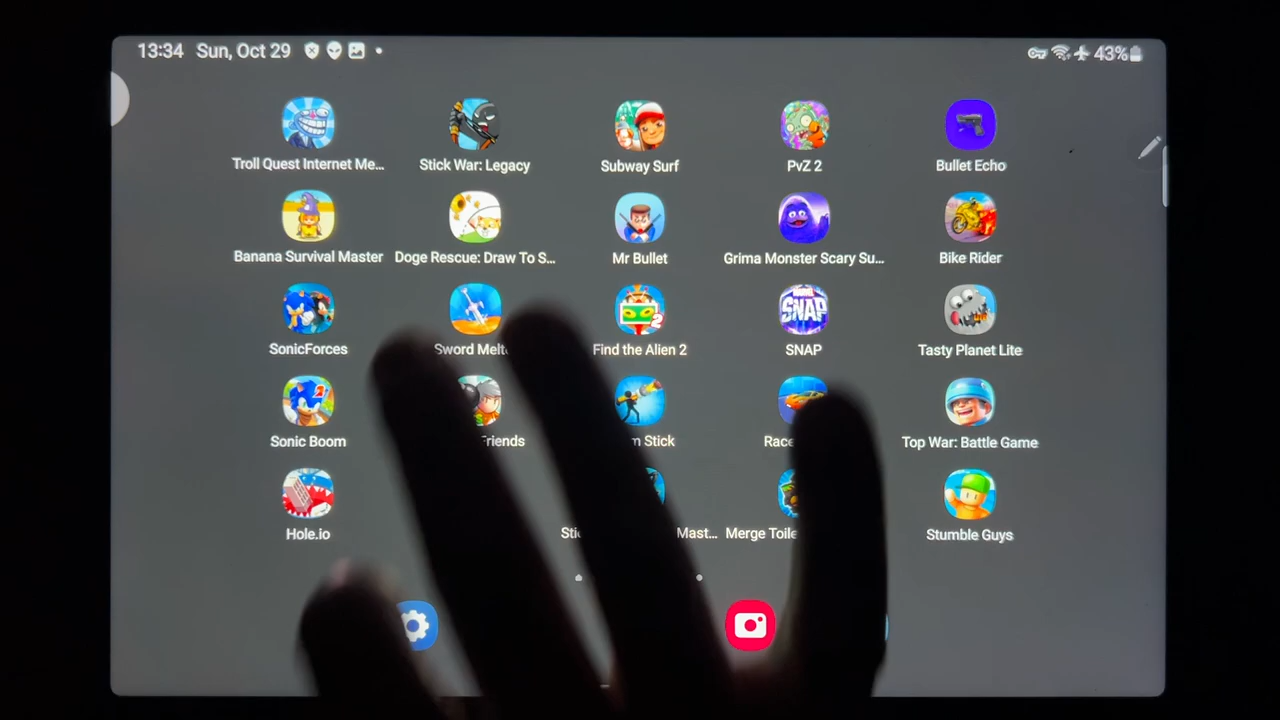 13:34 Sun, Oct 29 43%
Troll Quest Internet Me... Stick War: Legacy Subway Surf PvZ 2 Bullet Echo
Banana Survival Master Doge Rescue: Draw To S... Mr Bullet Grima Monster Scary Su... Bike Rider
SNAP
SonicForces Sword Find the Alien 2 SNAP Tasty Planet Lite
Sonic Boom Friends Stick Race Top War: Battle Game
Hole.io Mast... Merge Stumble Guys